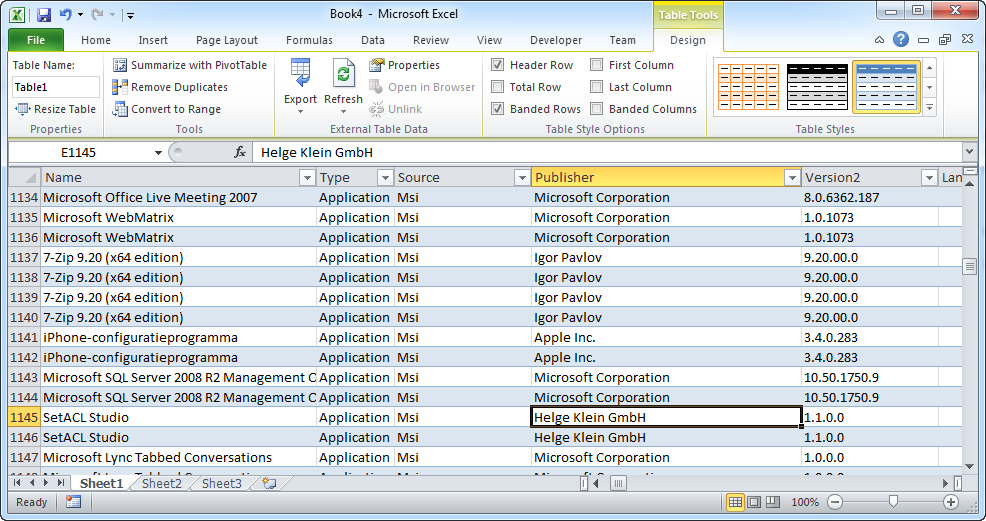 Book4 - Microsoft Excel
Table Tools
File Home Insert Page Layout Formulas Data Review View Developer Team Design
Table Name: Summarize with PivotTable Properties Header Row First Column
Table1 Remove Duplicates Export Refresh Open in Browser Total Row Last Column
Resize Table Convert to Range Unlink Banded Rows Banded Columns
Properties Tools External Table Data Table Style Options Table Styles
E1145 fx Helge Klein GmbH
Name Type Source Publisher Version2 Lan
1134 Microsoft Office Live Meeting 2007 Application Msi Microsoft Corporation 8.0.6362.187
1135 Microsoft WebMatrix Application Msi Microsoft Corporation 1.0.1073
1136 Microsoft WebMatrix Application Msi Microsoft Corporation 1.0.1073
1137 7-Zip 9.20 (x64 edition) Application Msi Igor Pavlov 9.20.00.0
1138 7-Zip 9.20 (x64 edition) Application Msi Igor Pavlov 9.20.00.0
1139 7-Zip 9.20 (x64 edition) Application Msi Igor Pavlov 9.20.00.0
1140 7-Zip 9.20 (x64 edition) Application Msi Igor Pavlov 9.20.00.0
1141 iPhone-configuratieprogramma Application Msi Apple Inc. 3.4.0.283
1142 iPhone-configuratieprogramma Application Msi Apple Inc. 3.4.0.283
1143 Microsoft SQL Server 2008 R2 Management C Application Msi Microsoft Corporation 10.50.1750.9
1144 Microsoft SQL Server 2008 R2 Management C Application Msi Microsoft Corporation 10.50.1750.9
1145 SetACL Studio Application Msi Helge Klein GmbH 1.1.0.0
1146 SetACL Studio Application Msi Helge Klein GmbH 1.1.0.0
1147 Microsoft Lync Tabbed Conversations Application Msi Microsoft Corporation 1.0.0.0
Sheet1 Sheet2 Sheet3
Ready 100%